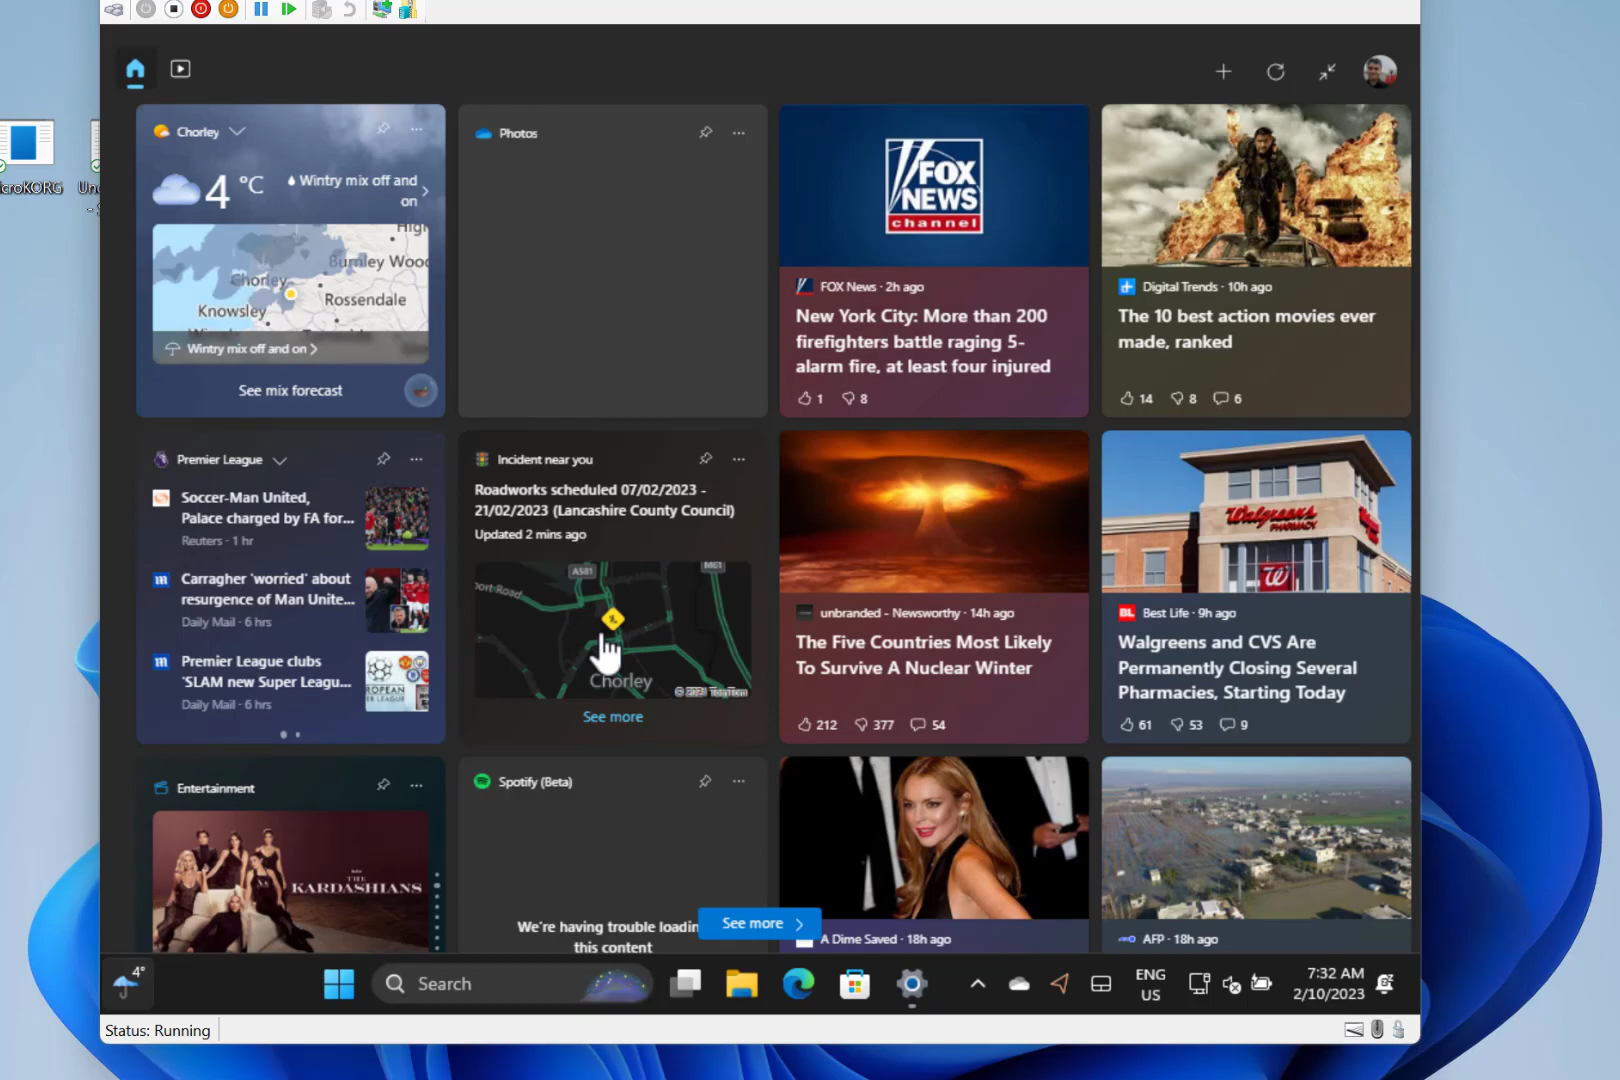 croKORG
Chorley
4 °C
Wintry mix off and
on
High
Burnley Wood
Chorley
Rossendale
Knowsley
Wintry mix off and on
See mix forecast
Photos
FOX
NEWS
channel
FOX News · 2h ago
New York City: More than 200
firefighters battle raging 5-
alarm fire, at least four injured
1 8
Digital Trends · 10h ago
The 10 best action movies ever
made, ranked
14 8 6
Premier League
Soccer-Man United,
Palace charged by FA for...
Reuters · 1 hr
m
Carragher 'worried' about
resurgence of Man Unite...
Daily Mail · 6 hrs
m
Premier League clubs
'SLAM new Super Leagu...
Daily Mail · 6 hrs
Incident near you
Roadworks scheduled 07/02/2023 -
21/02/2023 (Lancashire County Council)
Updated 2 mins ago
A581
M61
Chorley
TomTom
See more
unbranded - Newsworthy · 14h ago
The Five Countries Most Likely
To Survive A Nuclear Winter
212 377 54
Walgreens
PHARMACY
BL
Best Life · 9h ago
Walgreens and CVS Are
Permanently Closing Several
Pharmacies, Starting Today
61 53 9
Entertainment
THE
KARDASHIANS
Spotify (Beta)
We're having trouble loadin
this content
See more
A Dime Saved · 18h ago
AFP · 18h ago
4°
Search
ENG
US
7:32 AM
2/10/2023
Status: Running